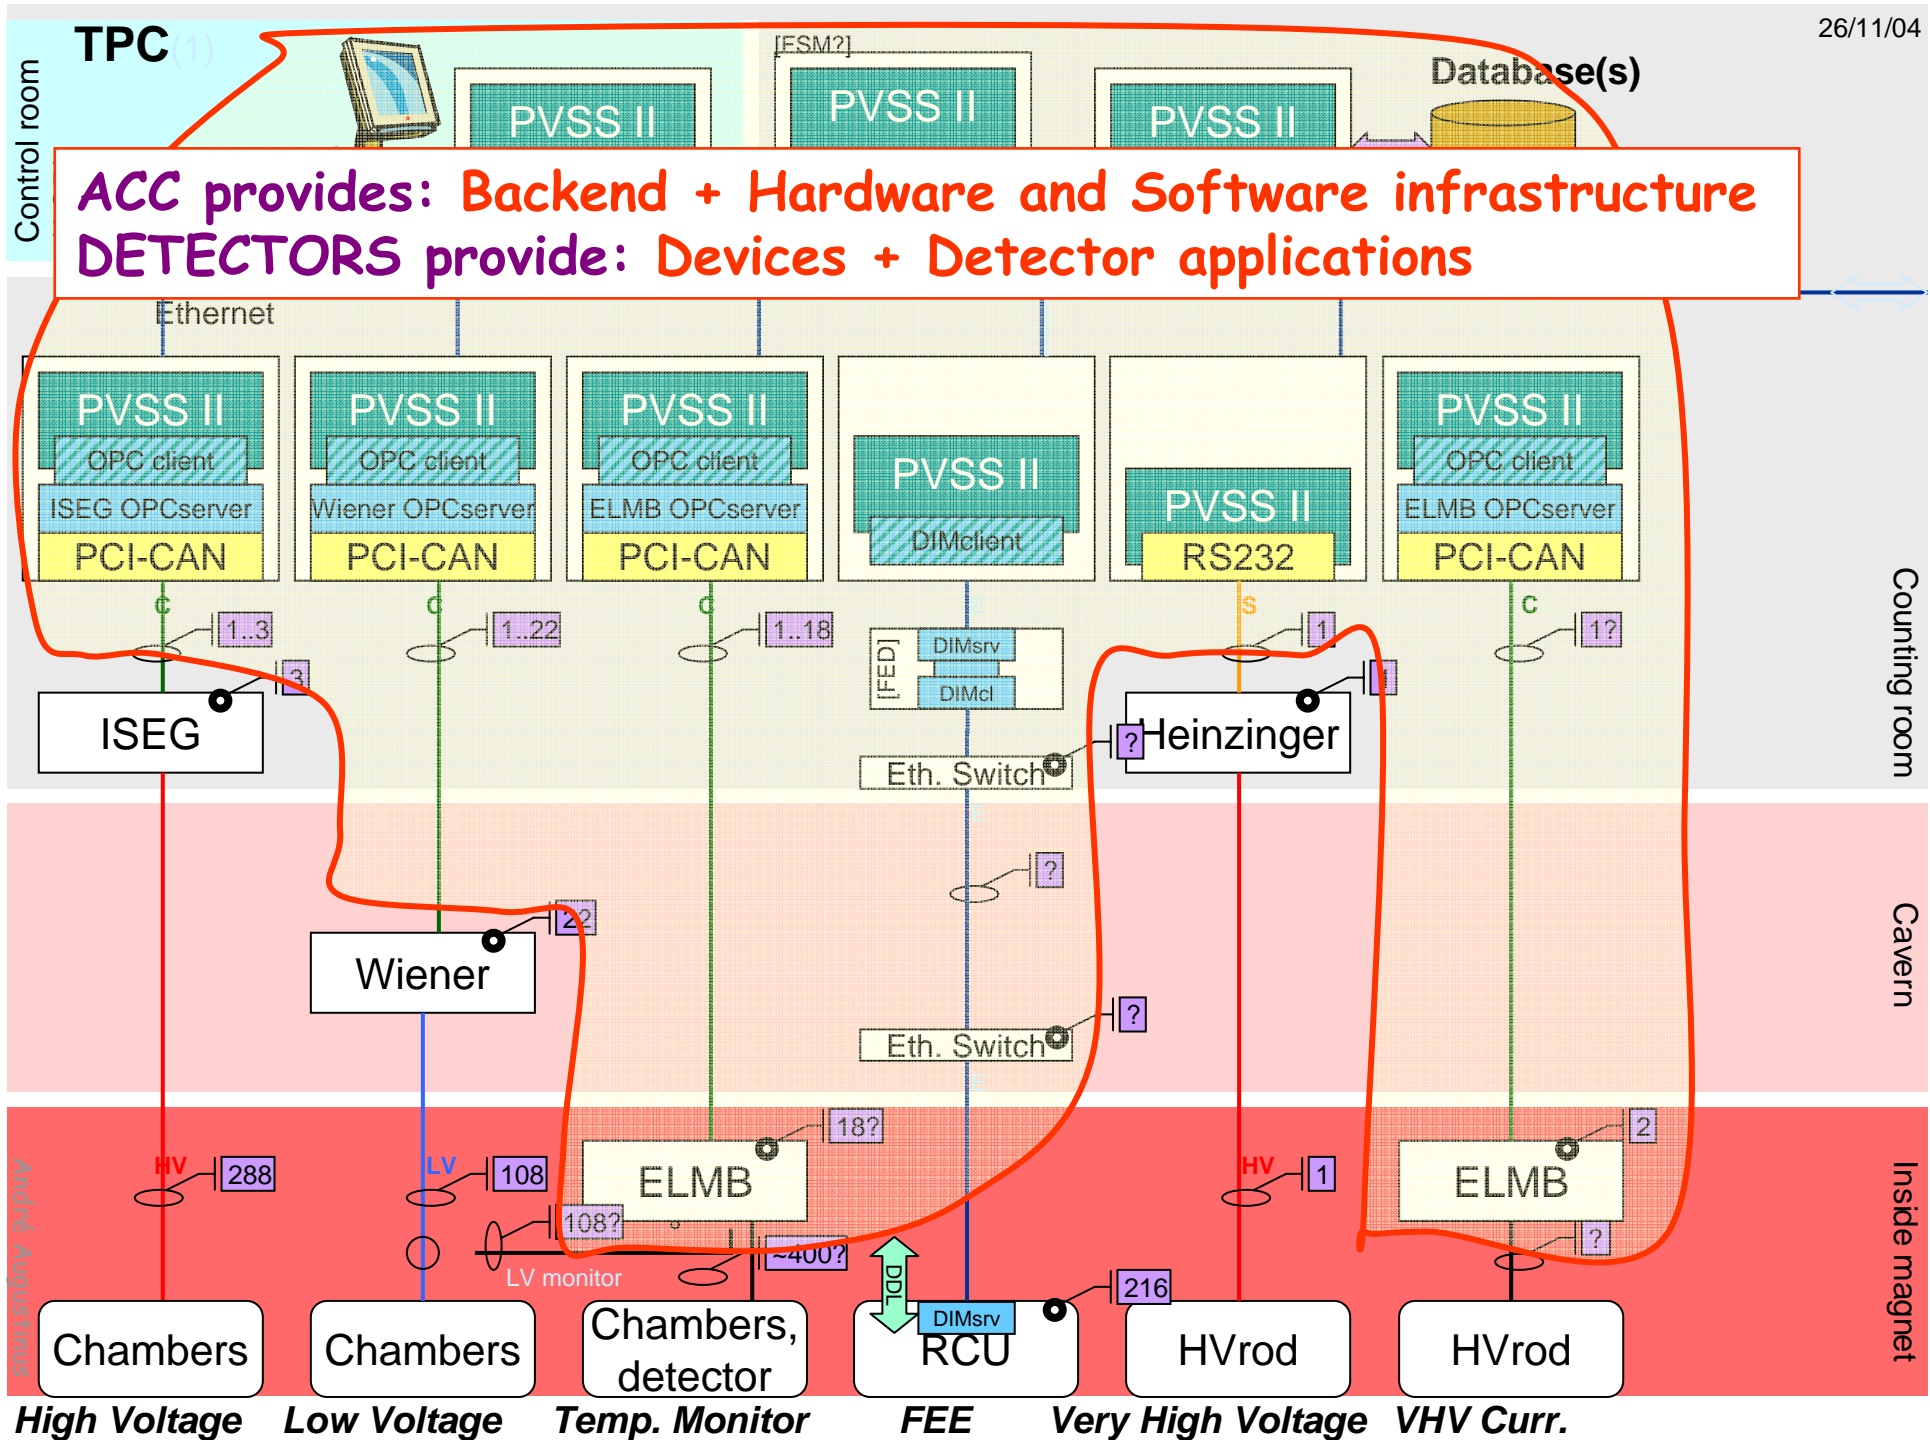 TPC(1)
26/11/04
[FSM?]
Database(s)
Control room
PVSS II
PVSS II
PVSS II
ACC provides: Backend + Hardware and Software infrastructure
DETECTORS provide: Devices + Detector applications
Ethernet
PVSS II
OPC client
ISEG OPCserver
PCI-CAN
PVSS II
OPC client
Wiener OPCserver
PCI-CAN
PVSS II
OPC client
ELMB OPCserver
PCI-CAN
PVSS II
DIMclient
PVSS II
RS232
PVSS II
OPC client
ELMB OPCserver
PCI-CAN
Counting room
C
1..3
C
1..22
C
1..18
S
1
C
1?
[FED]
DIMsrv
DIMcl
3
ISEG
1
Heinzinger
?
Eth. Switch
?
Cavern
22
Wiener
?
Eth. Switch
E
18?
ELMB
2
ELMB
HV
288
LV
108
HV
1
108?
~400?
?
LV monitor
DDL
216
Inside magnet
André Augustinus
Chambers
Chambers
Chambers,
detector
DIMsrv
RCU
HVrod
HVrod
High Voltage
Low Voltage
Temp. Monitor
FEE
Very High Voltage
VHV Curr.